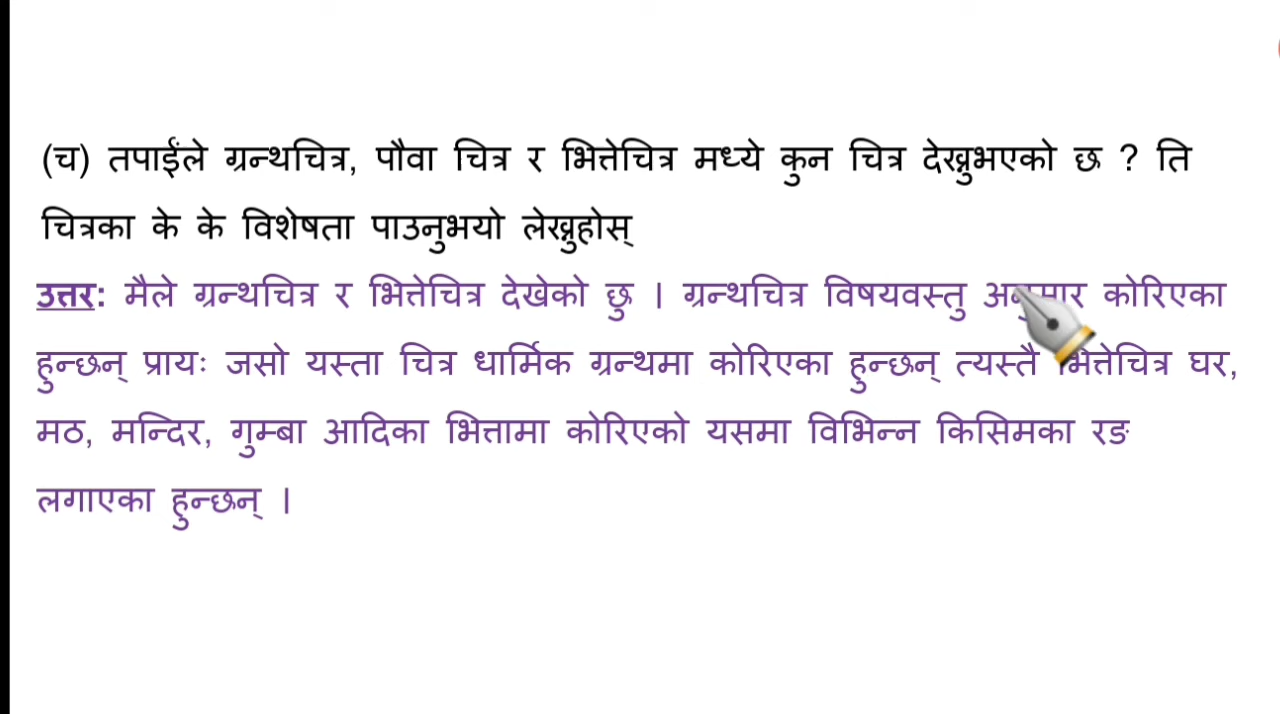 (च) तपाईंले ग्रन्थचित्र, पौवा चित्र र भित्तेचित्र मध्ये कुन चित्र देख्नुभएको छ ? ति
चित्रका के के विशेषता पाउनुभयो लेख्नुहोस्
उत्तर: मैले ग्रन्थचित्र र भित्तेचित्र देखेको छु । ग्रन्थचित्र विषयवस्तु अनुसार कोरिएका
हुन्छन् प्रायः जसो यस्ता चित्र धार्मिक ग्रन्थमा कोरिएका हुन्छन् त्यस्तै भित्तेचित्र घर,
मठ, मन्दिर, गुम्बा आदिका भित्तामा कोरिएको यसमा विभिन्न किसिमका रङ
लगाएका हुन्छन् ।